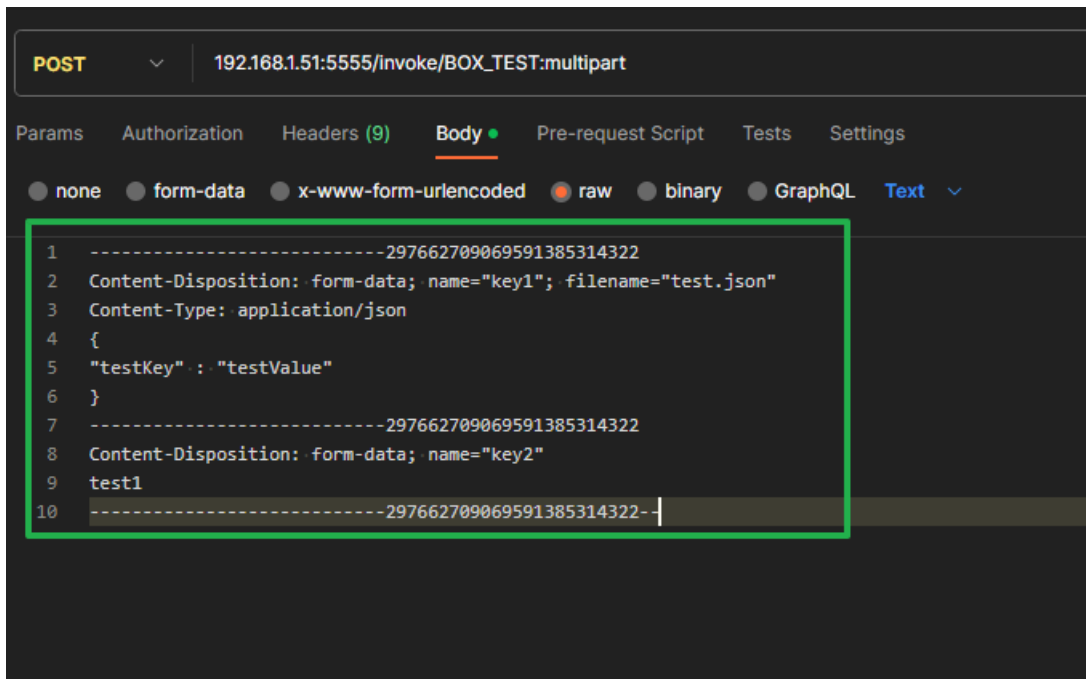 POST 192.168.1.51:5555/invoke/BOX_TEST:multipart
Params Authorization Headers (9) Body Pre-request Script Tests Settings
none form-data x-www-form-urlencoded raw binary GraphQL Text
1 ----------------------------297662709069591385314322
2 Content-Disposition: form-data; name="key1"; filename="test.json"
3 Content-Type: application/json
4 {
5 "testKey" : "testValue"
6 }
7 ----------------------------297662709069591385314322
8 Content-Disposition: form-data; name="key2"
9 test1
10 ----------------------------297662709069591385314322--